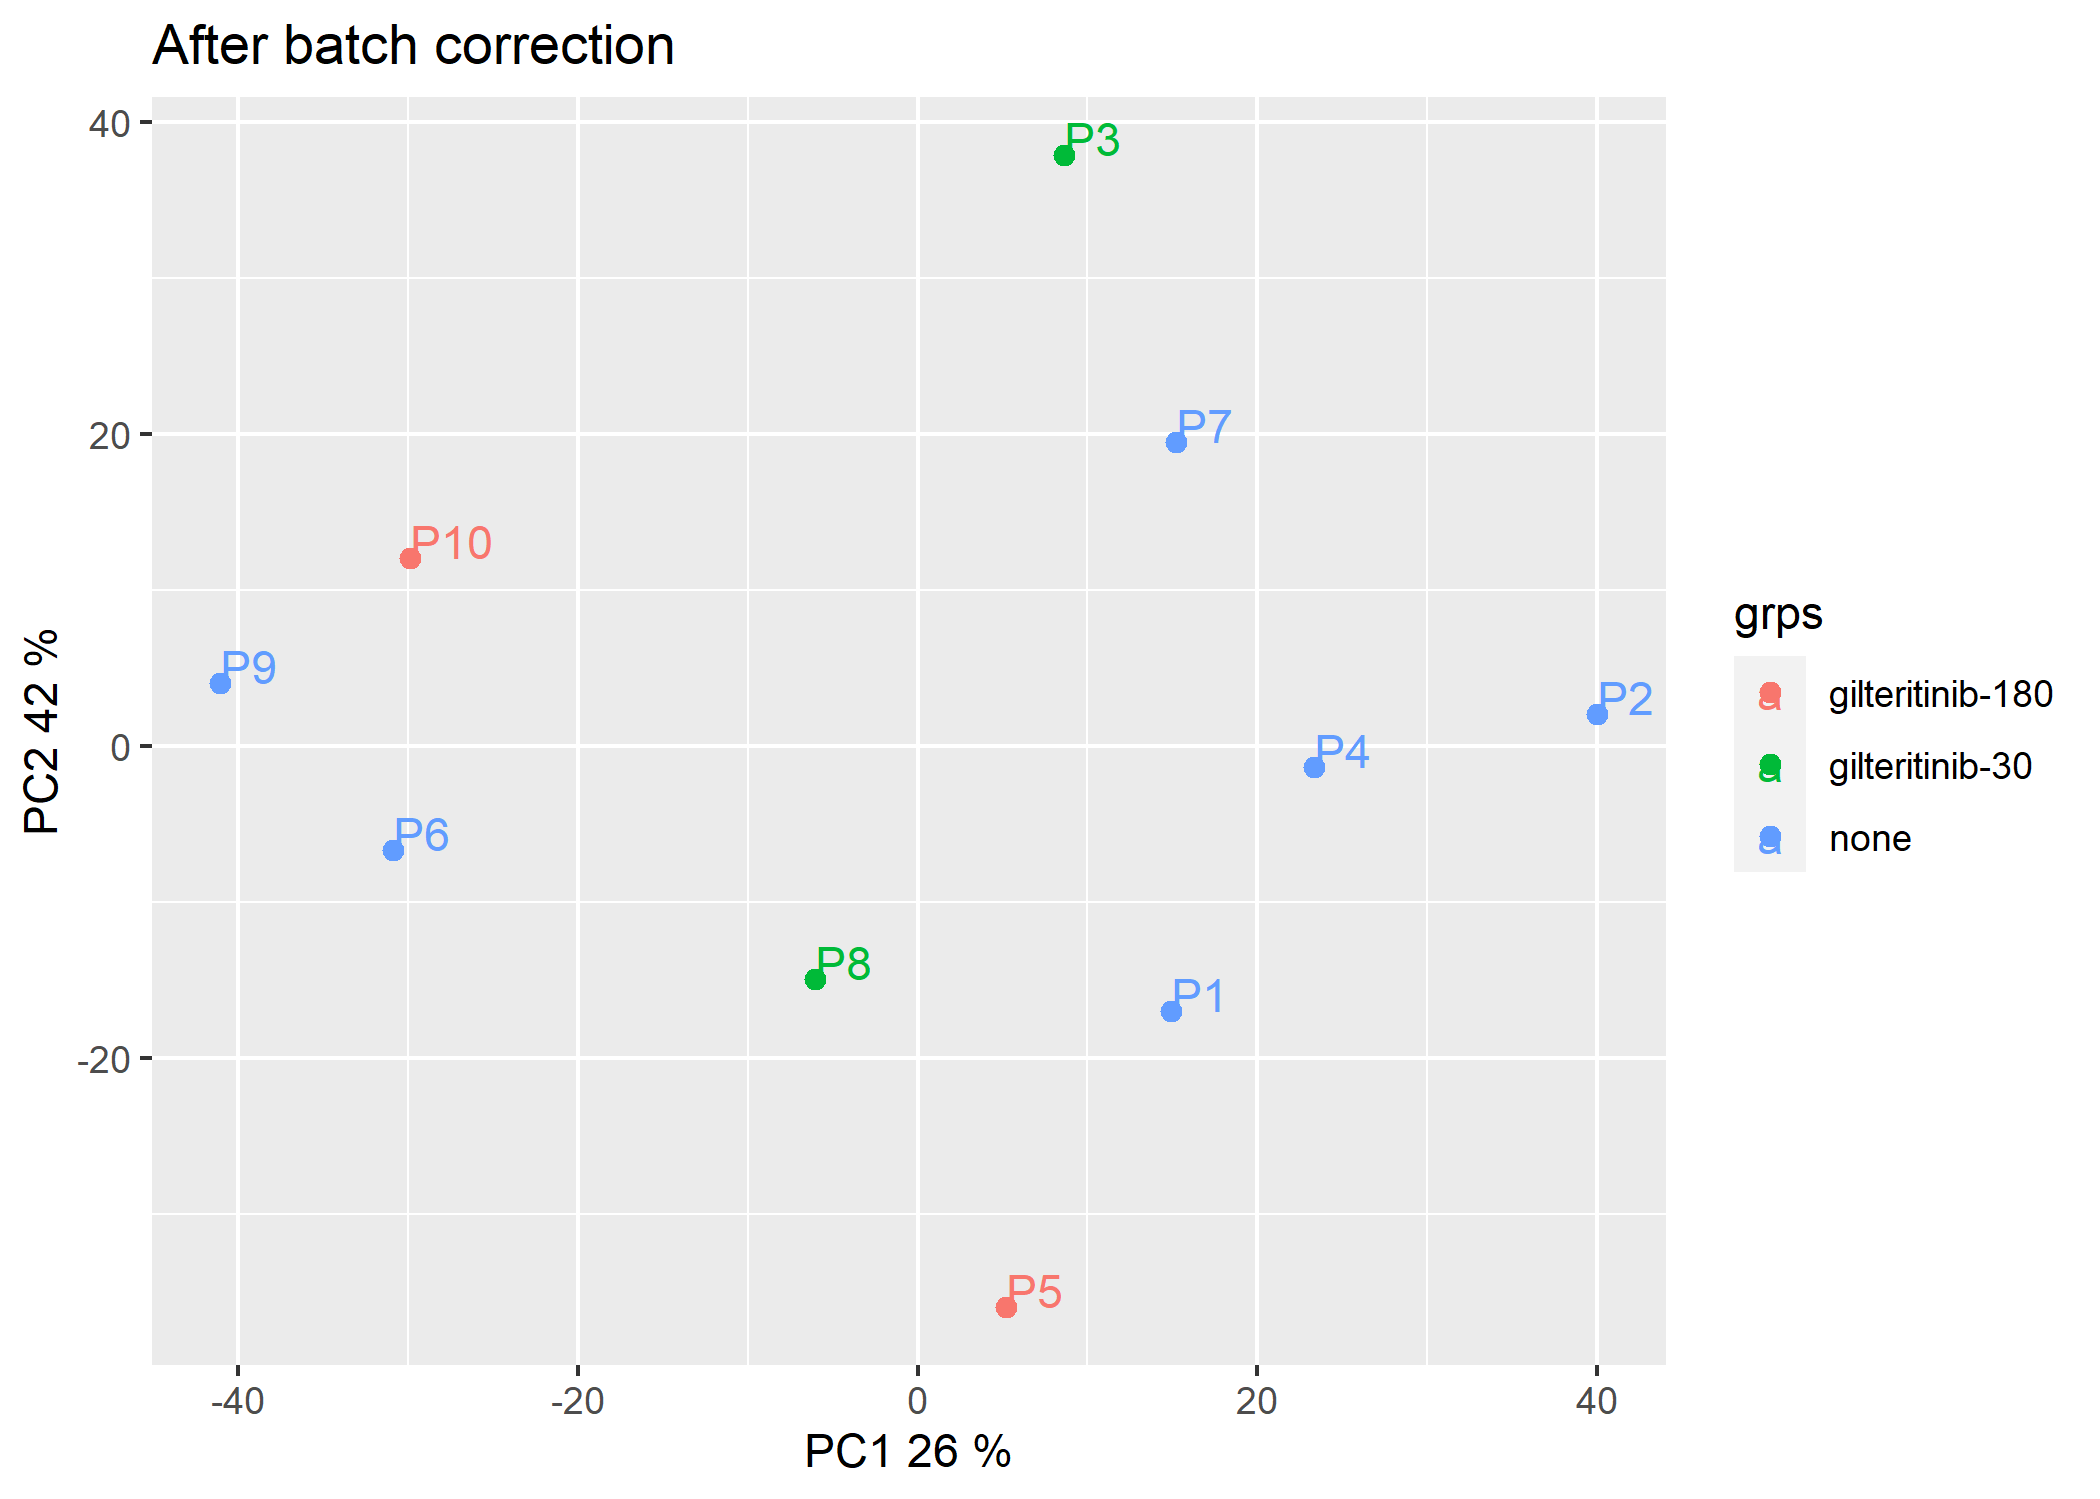 After batch correction
40
20
0
-20
PC2 42 %
P3
P7
P10
P9
P2
P4
P6
P8
P1
P5
-40
-20
0
20
40
PC1 26 %
grps
a gilteritinib-180
a gilteritinib-30
a none